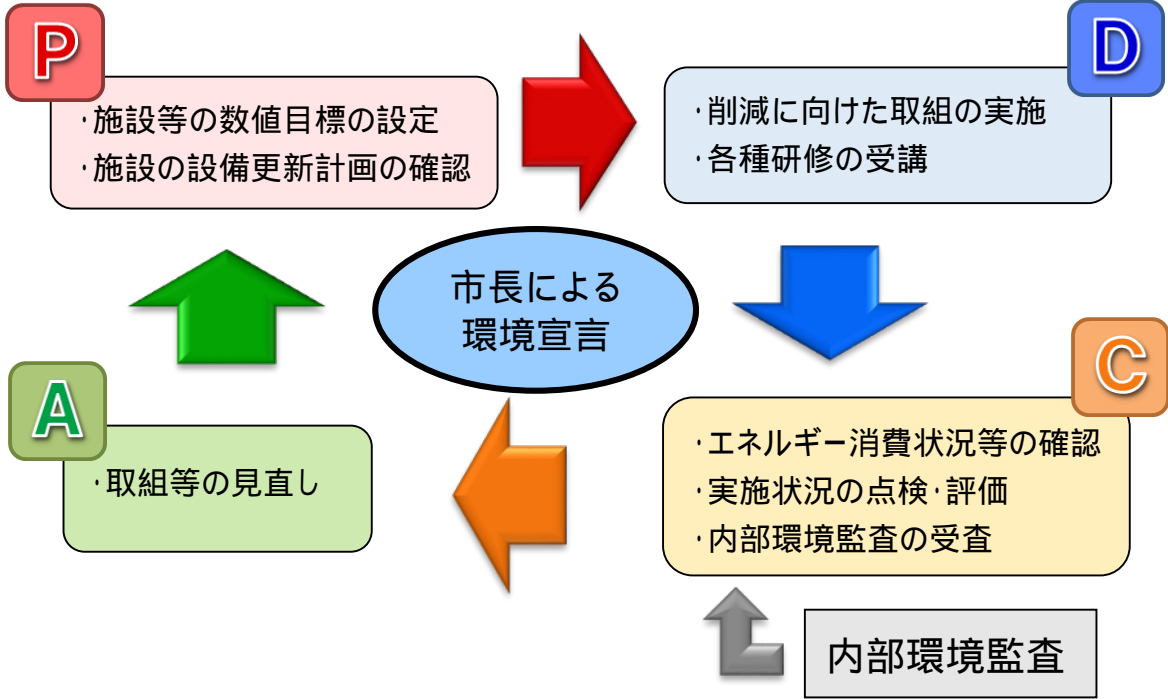 P
・施設等の数値目標の設定
・施設の設備更新計画の確認
D
・削減に向けた取組の実施
・各種研修の受講
市長による
環境宣言
A
・取組等の見直し
C
・エネルギー消費状況等の確認
・実施状況の点検・評価
・内部環境監査の受査
内部環境監査